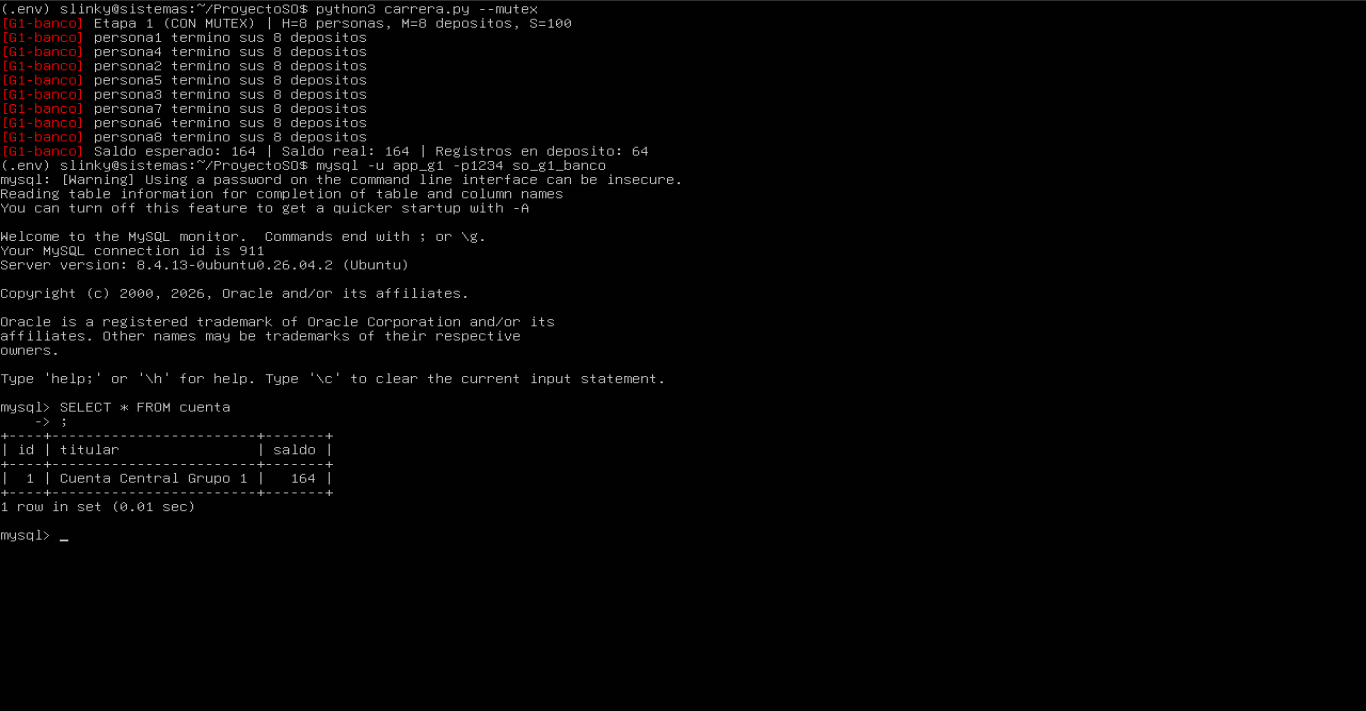 (.env) slinky@sistemas:~/ProyectoSO$ python3 carrera.py --mutex
[G1-banco] Etapa 1 (CON MUTEX) | H=8 personas, M=8 depositos, S=100
[G1-banco] persona1 termino sus 8 depositos
[G1-banco] persona4 termino sus 8 depositos
[G1-banco] persona2 termino sus 8 depositos
[G1-banco] persona5 termino sus 8 depositos
[G1-banco] persona3 termino sus 8 depositos
[G1-banco] persona7 termino sus 8 depositos
[G1-banco] persona6 termino sus 8 depositos
[G1-banco] persona8 termino sus 8 depositos
[G1-banco] Saldo esperado: 164 | Saldo real: 164 | Registros en deposito: 64
(.env) slinky@sistemas:~/ProyectoSO$ mysql -u app_g1 -p1234 so_g1_banco
mysql: [Warning] Using a password on the command line interface can be insecure.
Reading table information for completion of table and column names
You can turn off this feature to get a quicker startup with -A

Welcome to the MySQL monitor.  Commands end with ; or \g.
Your MySQL connection id is 911
Server version: 8.4.13-0ubuntu0.26.04.2 (Ubuntu)

Copyright (c) 2000, 2026, Oracle and/or its affiliates.

Oracle is a registered trademark of Oracle Corporation and/or its
affiliates. Other names may be trademarks of their respective
owners.

Type 'help;' or '\h' for help. Type '\c' to clear the current input statement.

mysql> SELECT * FROM cuenta
    -> ;
+----+------------------------+-------+
| id | titular                | saldo |
+----+------------------------+-------+
|  1 | Cuenta Central Grupo 1 |   164 |
+----+------------------------+-------+
1 row in set (0.01 sec)

mysql> _